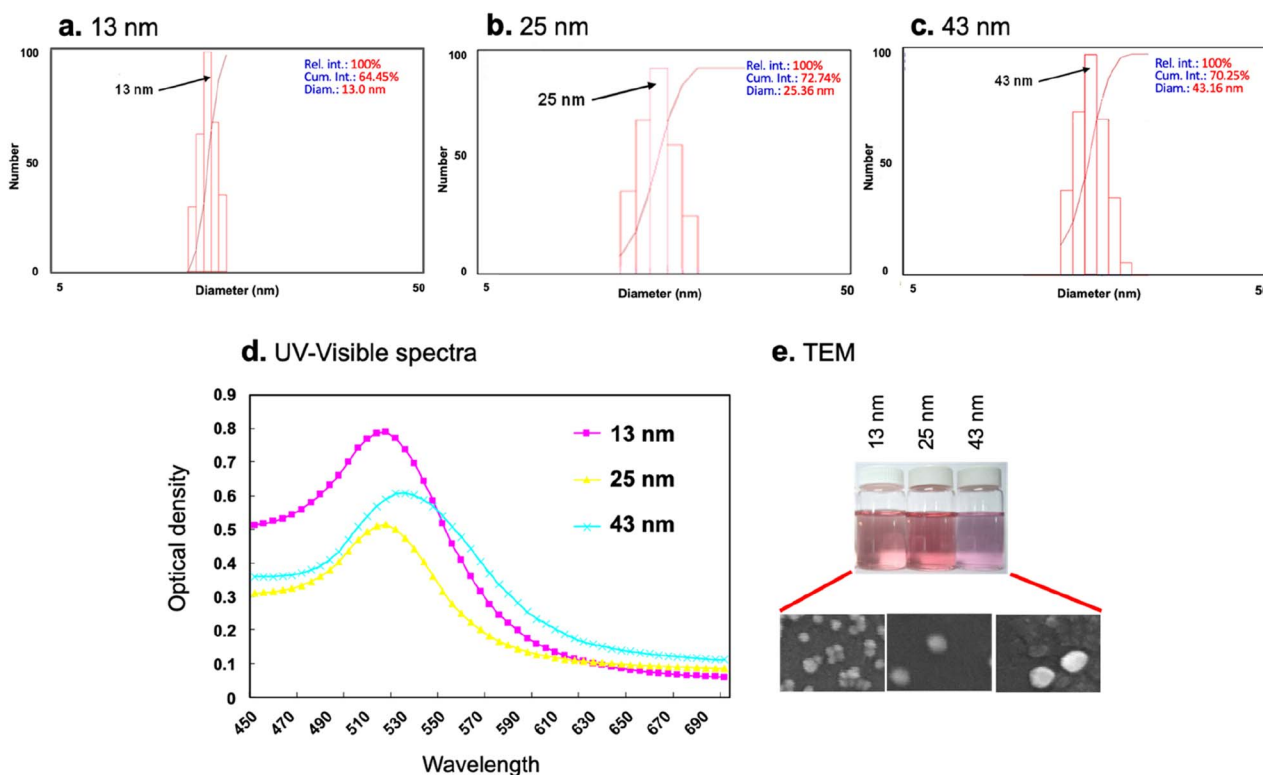 a. 13 nm
100
50
0
Number
13 nm
Rel. int.: 100%
Cum. Int.: 64.45%
Diam.: 13.0 nm
5
50
Diameter (nm)
b. 25 nm
100
50
0
Number
25 nm
Rel. int.: 100%
Cum. Int.: 72.74%
Diam.: 25.36 nm
5
50
Diameter (nm)
c. 43 nm
100
50
0
Number
43 nm
Rel. int.: 100%
Cum. Int.: 70.25%
Diam.: 43.16 nm
5
50
Diameter (nm)
d. UV-Visible spectra
0.9
0.8
0.7
0.6
0.5
0.4
0.3
0.2
0.1
0
Optical density
13 nm
25 nm
43 nm
450
470
490
510
530
550
570
590
610
630
650
670
690
Wavelength
e. TEM
13 nm
25 nm
43 nm